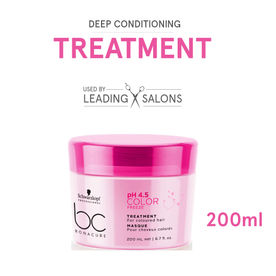 DEEP CONDITIONING
TREATMENT
USED BY
LEADING SALONS
Schwarzkopf
PROFESSIONAL
bc
BONACURE
pH 4.5
COLOR
FREEZE
TREATMENT
For coloured hair
MASQUE
Pour cheveux colorés
200 mL net / 6.7 fl. oz.
200ml